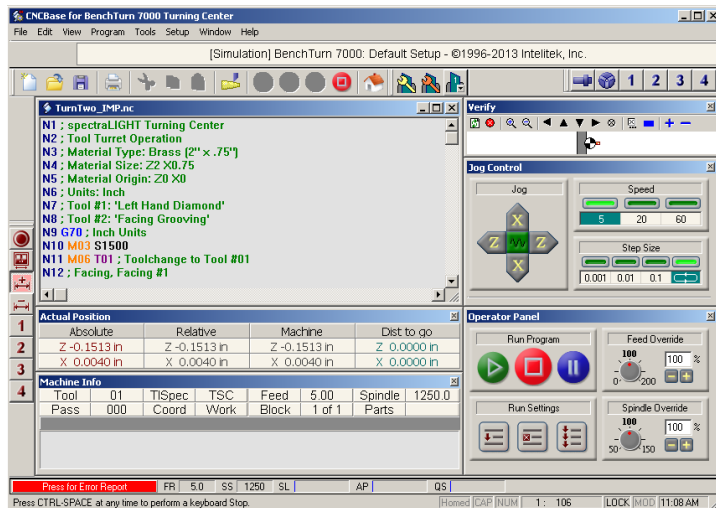 CNCBase for BenchTurn 7000 Turning Center
File Edit View Program Tools Setup Window Help
[Simulation] BenchTurn 7000: Default Setup - ©1996-2013 Intelitek, Inc.
1 2 3 4
TurnTwo_IMP.nc
N1 ; spectraLIGHT Turning Center
N2 ; Tool Turret Operation
N3 ; Material Type: Brass (2" x .75")
N4 ; Material Size: Z2 X0.75
N5 ; Material Origin: Z0 X0
N6 ; Units: Inch
N7 ; Tool #1: 'Left Hand Diamond'
N8 ; Tool #2: 'Facing Grooving'
N9 G70 ; Inch Units
N10 M03 S1500
N11 M06 T01 ; Toolchange to Tool #01
N12 ; Facing, Facing #1
1
2
3
4
Verify
Jog Control
Jog
X
Z Z
X
Speed
5 20 60
Step Size
0.001 0.01 0.1
Actual Position
Absolute Relative Machine Dist to go
Z -0.1513 in Z -0.1513 in Z -0.1513 in Z 0.0000 in
X 0.0040 in X 0.0040 in X 0.0040 in X 0.0000 in
Machine Info
Tool 01 TlSpec TSC Feed 5.00 Spindle 1250.0
Pass 000 Coord Work Block 1 of 1 Parts
Operator Panel
Run Program
Feed Override
100
0 200
100 %
Run Settings
Spindle Override
100
50 150
100 %
Press for Error Report FR 5.0 SS 1250 SL AP QS
Press CTRL-SPACE at any time to perform a keyboard Stop. Homed CAP NUM 1 : 106 LOCK MOD 11:08 AM